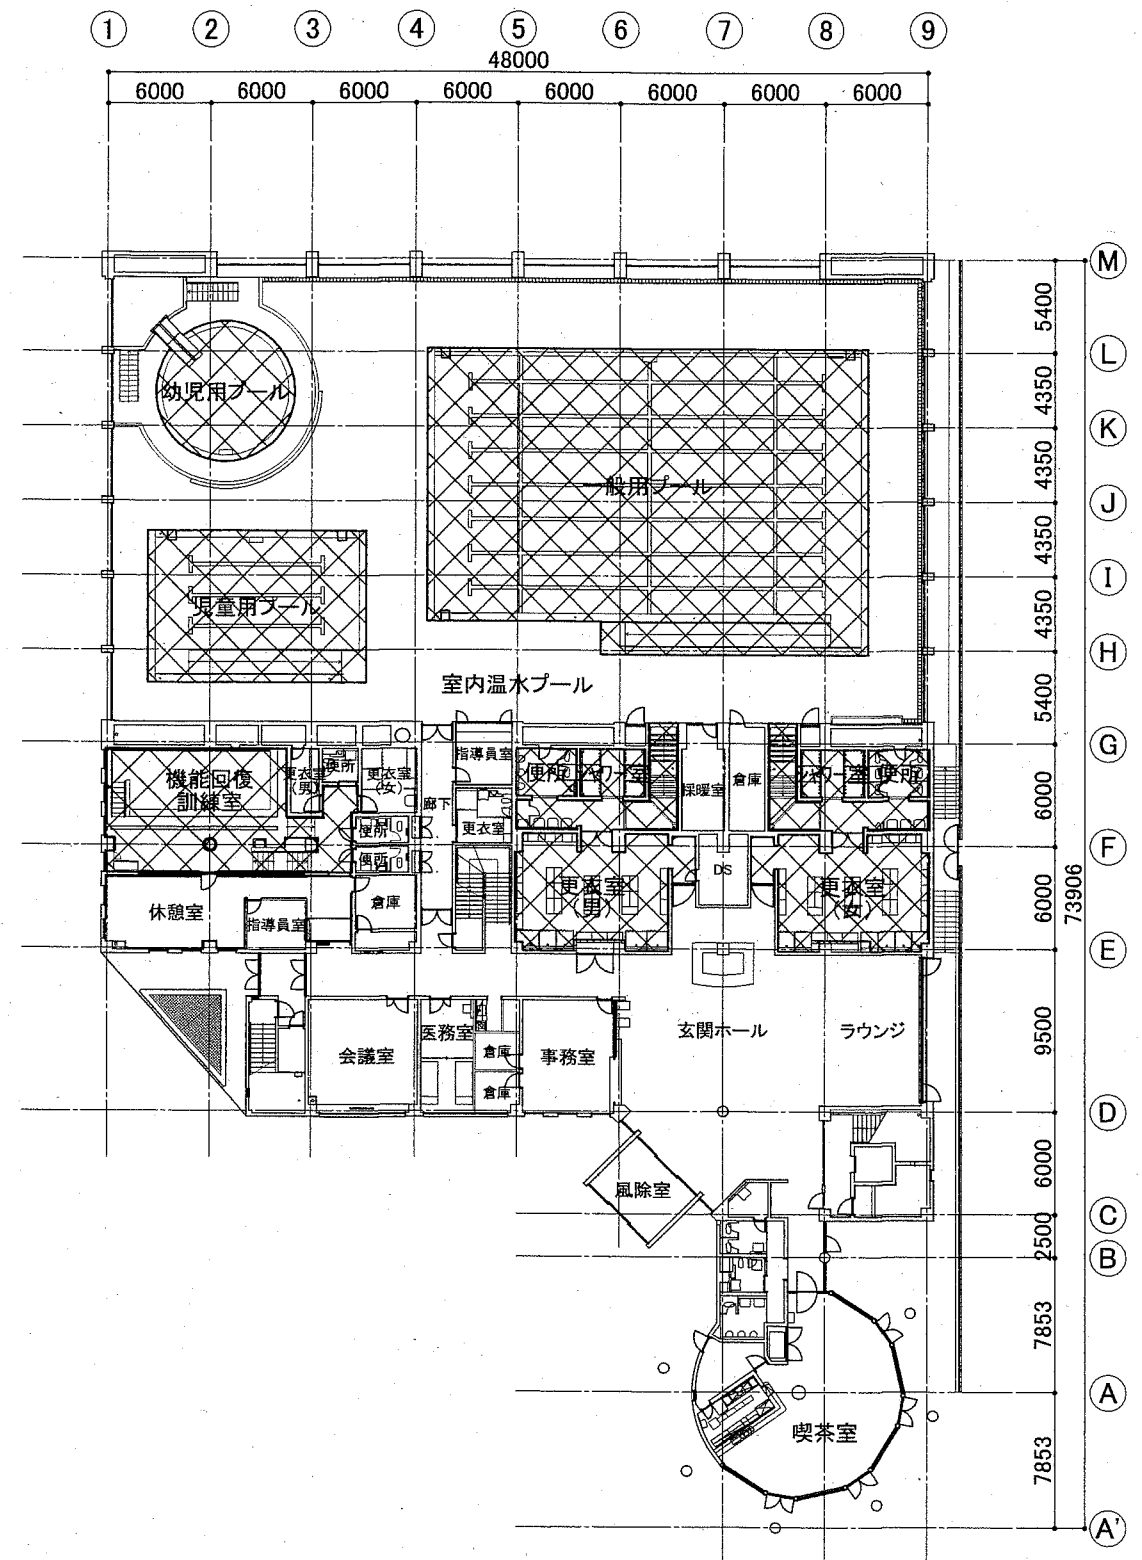 1 2 3 4 5 6 7 8 9
48000
6000 6000 6000 6000 6000 6000 6000 6000
M
5400
L
4350
幼児用プール
K
4350
一般用プール
J
4350
I
児童用プール
4350
H
室内温水プール
5400
G
機能回復
訓練室
更衣室
(男)
便所
更衣室
(女)
指導員室
便所
シャワー室
採暖室
倉庫
シャワー室
便所
6000
廊下
便所
更衣室
F
便所
DS
更衣室
(男)
更衣室
(女)
6000
73906
休憩室
指導員室
倉庫
E
会議室
医務室
倉庫
倉庫
事務室
玄関ホール
ラウンジ
9500
D
風除室
6000
C
2500
B
7853
A
喫茶室
7853
A'